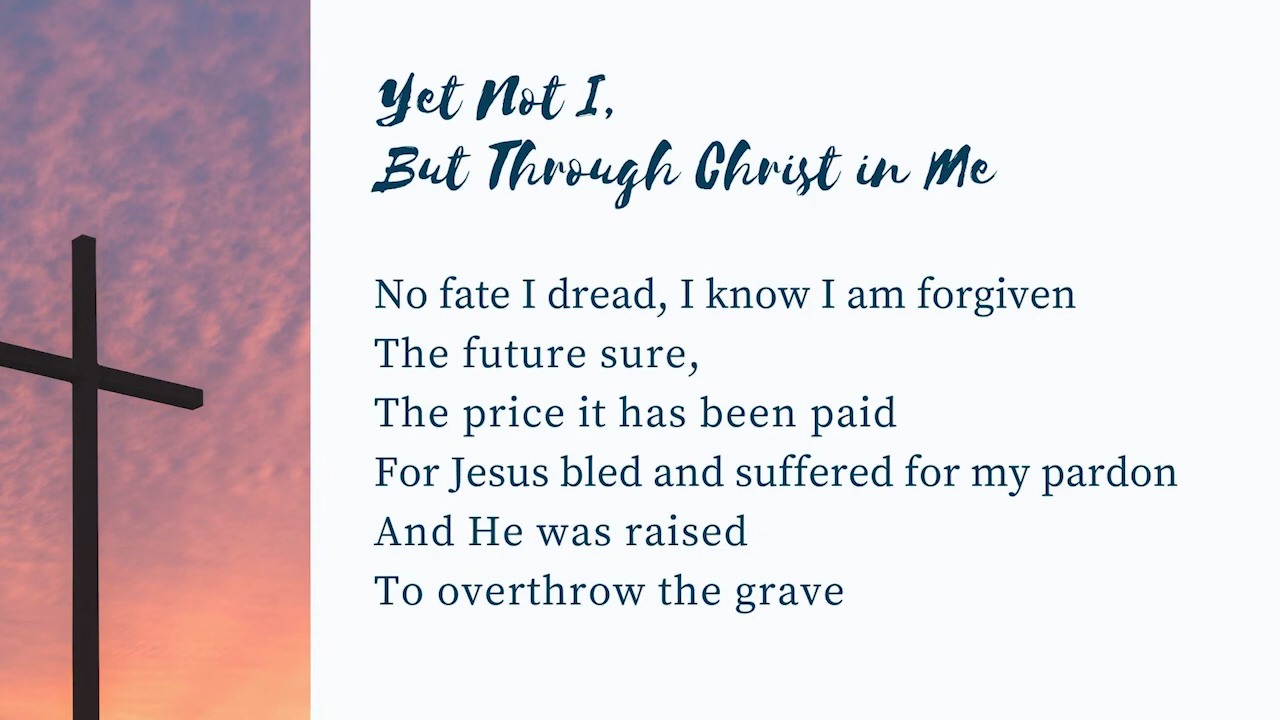 Yet Not I,
But Through Christ in Me
No fate I dread, I know I am forgiven
The future sure,
The price it has been paid
For Jesus bled and suffered for my pardon
And He was raised
To overthrow the grave